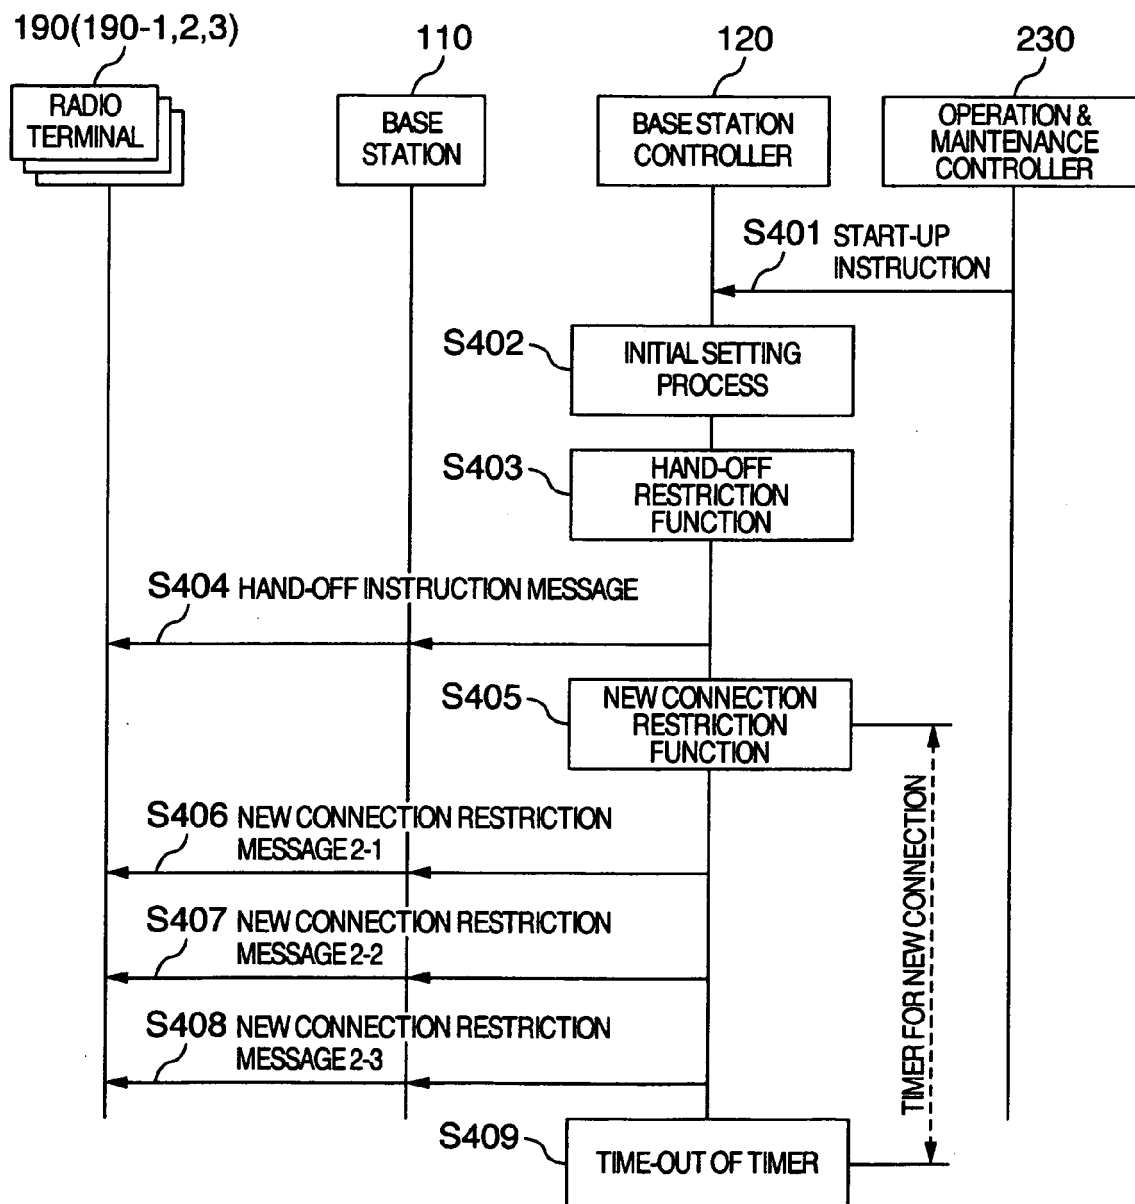 190(190-1,2,3)
110
120
230
RADIO
TERMINAL
BASE
STATION
BASE STATION
CONTROLLER
OPERATION &
MAINTENANCE
CONTROLLER
S401 START-UP
INSTRUCTION
S402
INITIAL SETTING
PROCESS
S403
HAND-OFF
RESTRICTION
FUNCTION
S404 HAND-OFF INSTRUCTION MESSAGE
S405
NEW CONNECTION
RESTRICTION
FUNCTION
S406 NEW CONNECTION RESTRICTION
MESSAGE 2-1
S407 NEW CONNECTION RESTRICTION
MESSAGE 2-2
S408 NEW CONNECTION RESTRICTION
MESSAGE 2-3
TIMER FOR NEW CONNECTION
S409
TIME-OUT OF TIMER